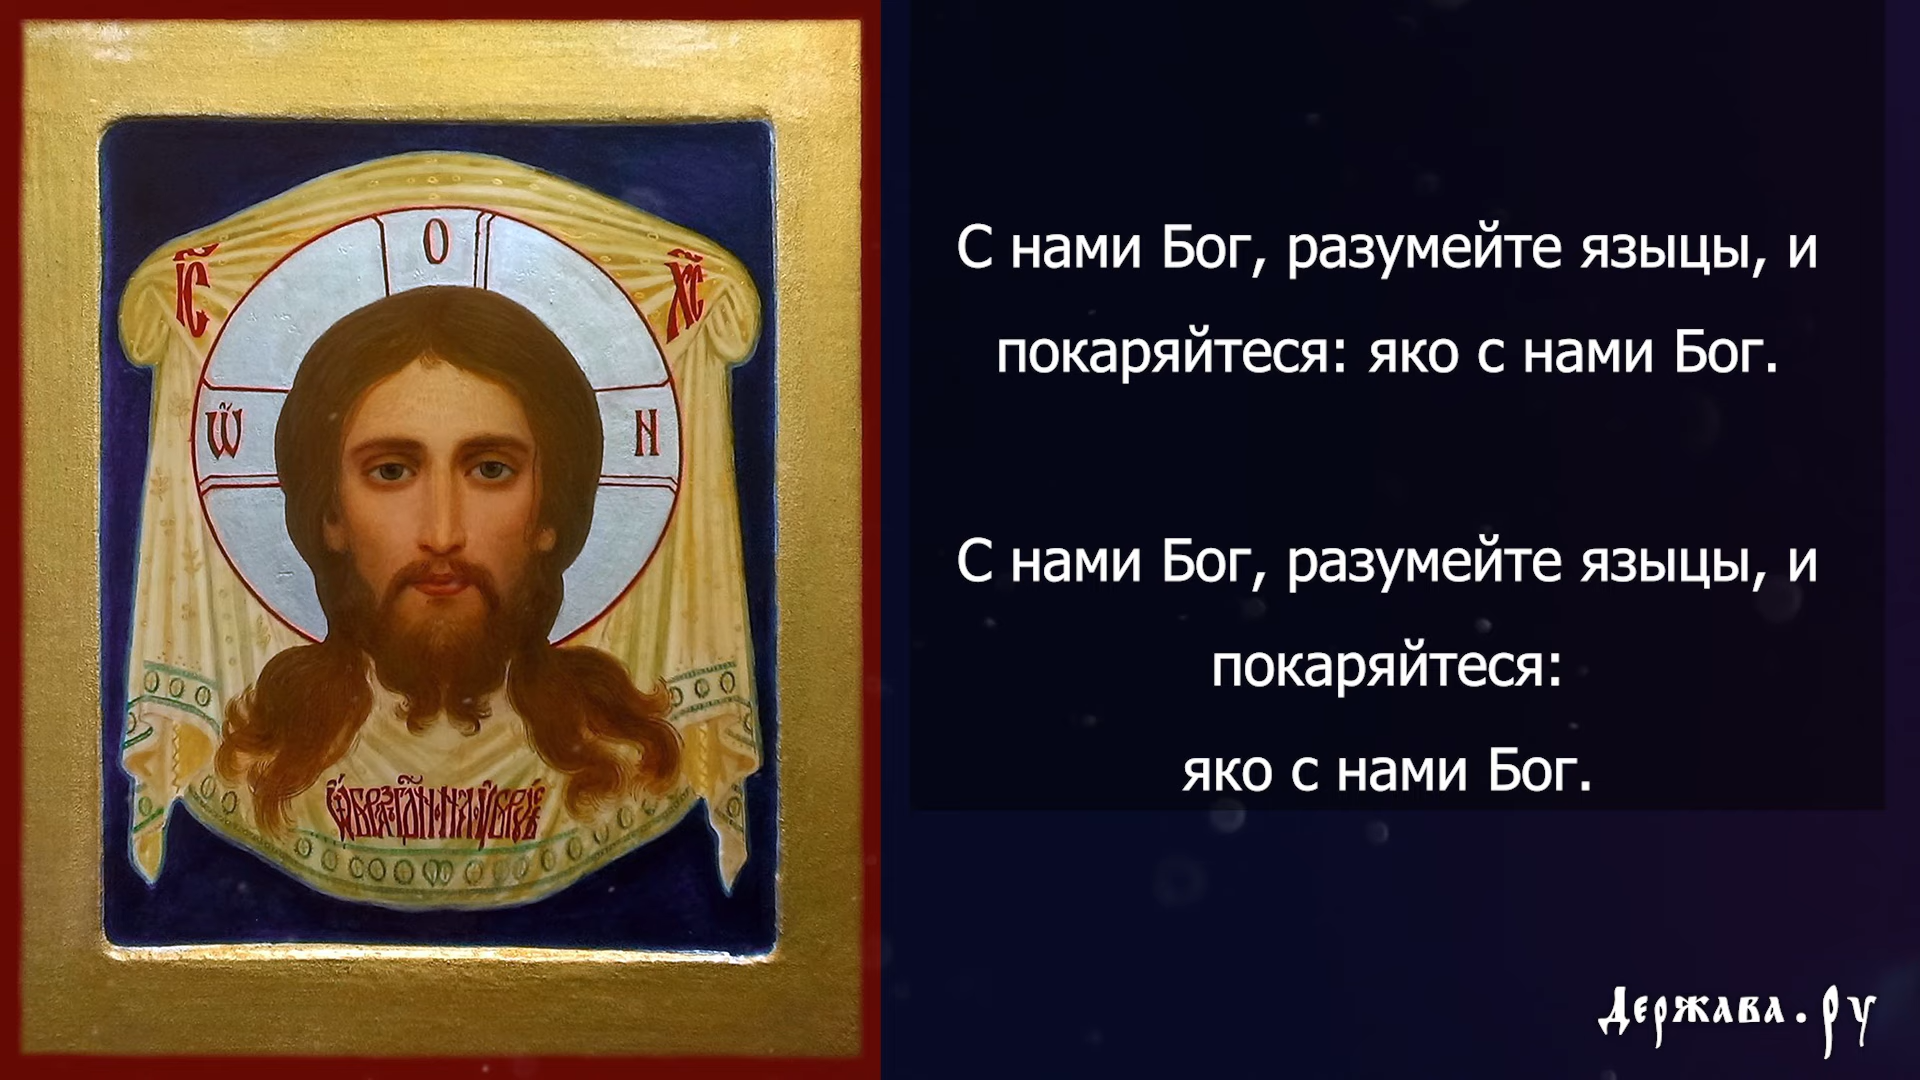 О
І҃С
Х҃С
Ѡ
Н
С нами Бог, разумейте языцы, и
покаряйтеся: яко с нами Бог.
С нами Бог, разумейте языцы, и
покаряйтеся:
яко с нами Бог.
Держава.Ру